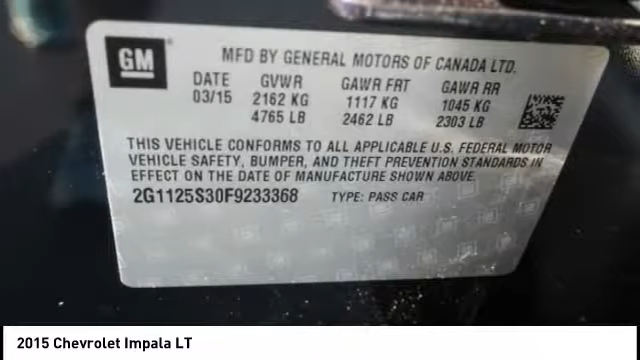 GM
MFD BY GENERAL MOTORS OF CANADA LTD.
DATE GVWR GAWR FRT GAWR RR
03/15 2162 KG 1117 KG 1045 KG
4765 LB 2462 LB 2303 LB
THIS VEHICLE CONFORMS TO ALL APPLICABLE U.S. FEDERAL MOTOR
VEHICLE SAFETY, BUMPER, AND THEFT PREVENTION STANDARDS IN
EFFECT ON THE DATE OF MANUFACTURE SHOWN ABOVE.
2G1125S30F9233368 TYPE: PASS CAR
2015 Chevrolet Impala LT